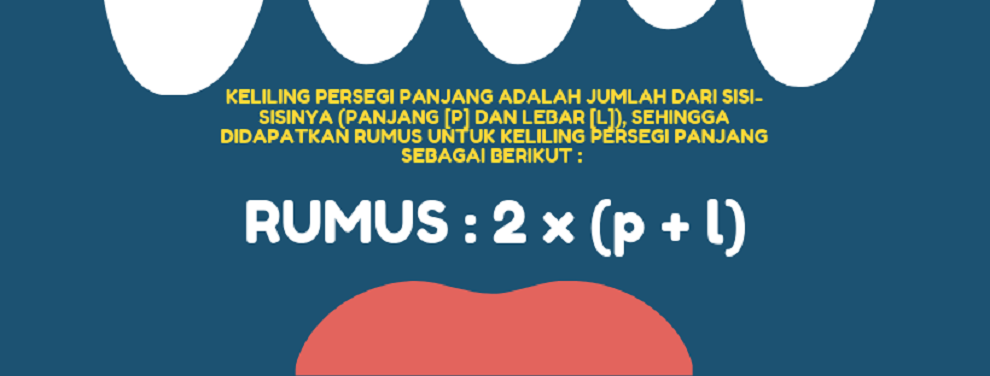 KELILING PERSEGI PANJANG ADALAH JUMLAH DARI SISI-
SISINYA (PANJANG [P] DAN LEBAR [L]), SEHINGGA
DIDAPATKAN RUMUS UNTUK KELILING PERSEGI PANJANG
SEBAGAI BERIKUT :
RUMUS : 2 x (p + l)